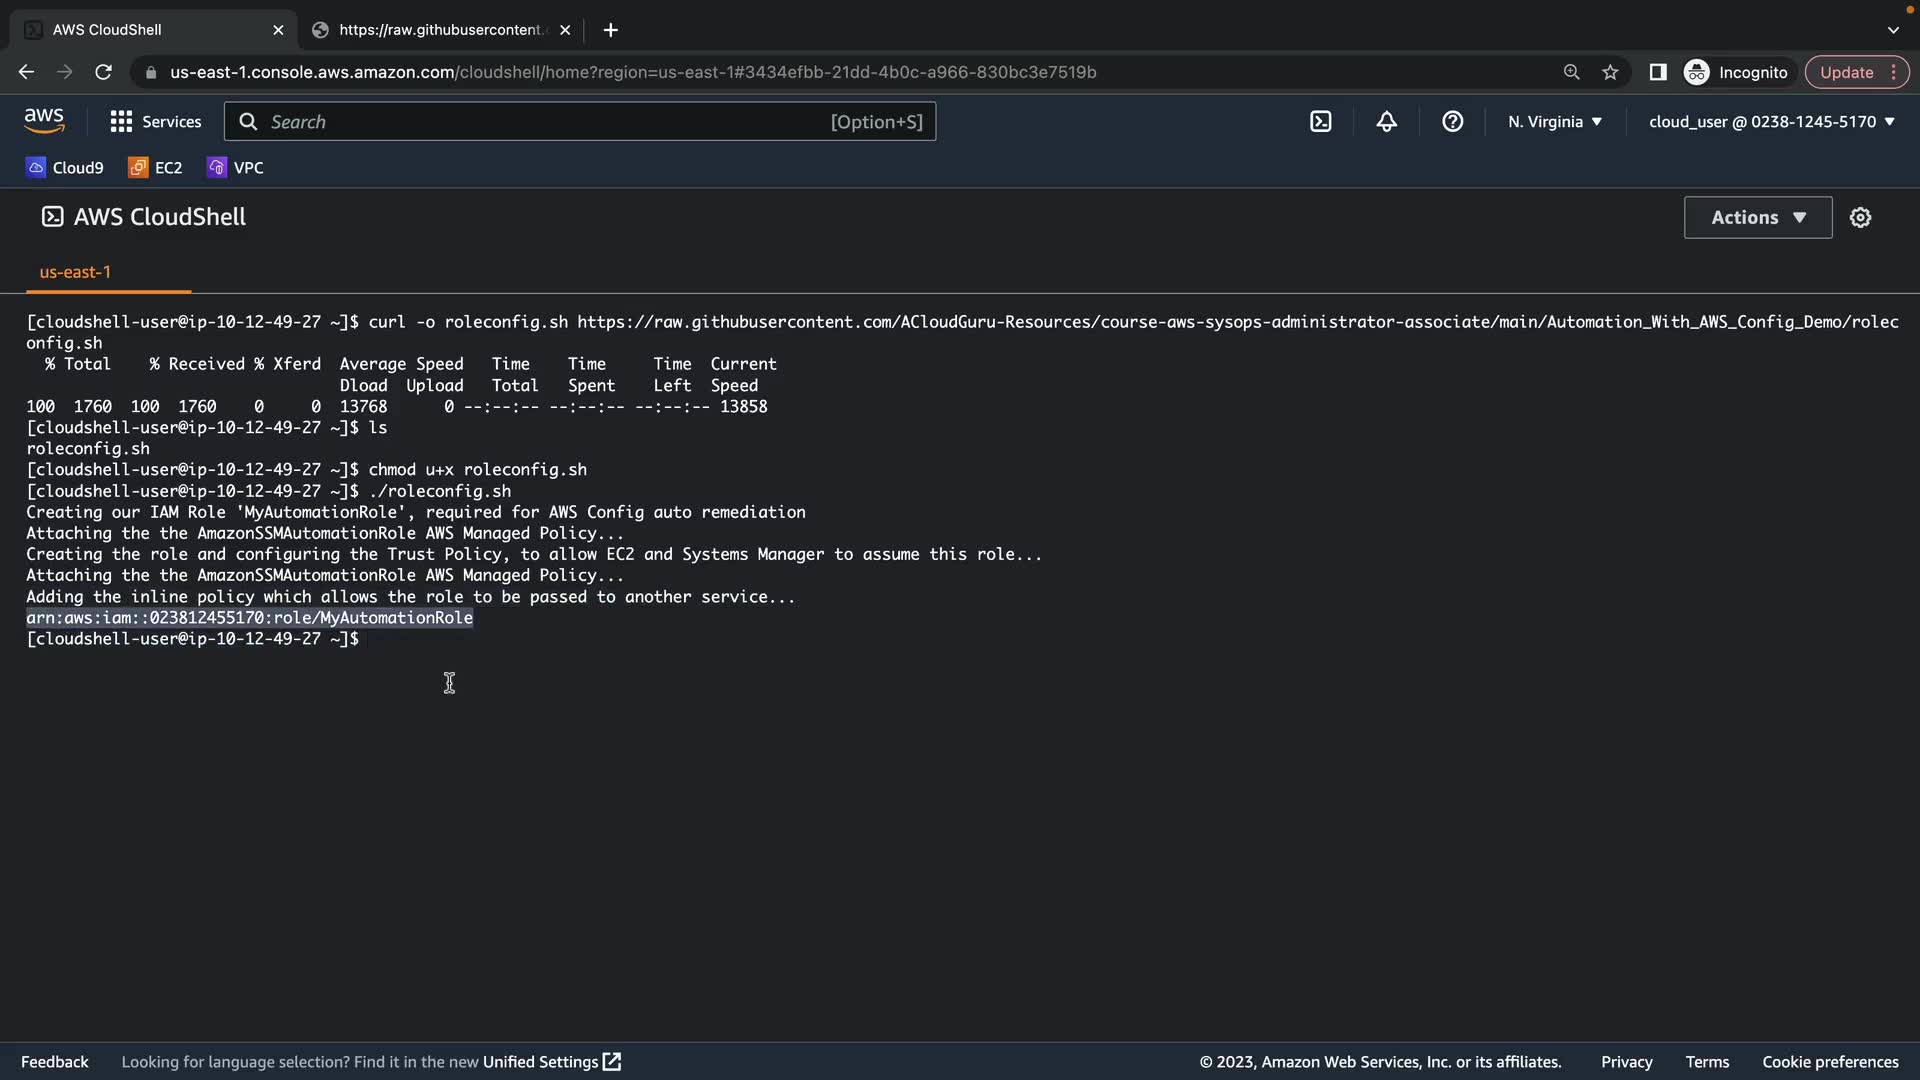 AWS CloudShell
https://raw.githubusercontent.
us-east-1.console.aws.amazon.com/cloudshell/home?region=us-east-1#3434efbb-21dd-4b0c-a966-830bc3e7519b
Incognito
Update
aws
Services
Search
[Option+S]
N. Virginia
cloud_user @ 0238-1245-5170
Cloud9
EC2
VPC
AWS CloudShell
Actions
us-east-1
[cloudshell-user@ip-10-12-49-27 ~]$ curl -o roleconfig.sh https://raw.githubusercontent.com/ACloudGuru-Resources/course-aws-sysops-administrator-associate/main/Automation_With_AWS_Config_Demo/rolec
onfig.sh
% Total % Received % Xferd Average Speed Time Time Time Current
Dload Upload Total Spent Left Speed
100 1760 100 1760 0 0 13768 0 --:--:-- --:--:-- --:--:-- 13858
[cloudshell-user@ip-10-12-49-27 ~]$ ls
roleconfig.sh
[cloudshell-user@ip-10-12-49-27 ~]$ chmod u+x roleconfig.sh
[cloudshell-user@ip-10-12-49-27 ~]$ ./roleconfig.sh
Creating our IAM Role 'MyAutomationRole', required for AWS Config auto remediation
Attaching the the AmazonSSMAutomationRole AWS Managed Policy...
Creating the role and configuring the Trust Policy, to allow EC2 and Systems Manager to assume this role...
Attaching the the AmazonSSMAutomationRole AWS Managed Policy...
Adding the inline policy which allows the role to be passed to another service...
arn:aws:iam::023812455170:role/MyAutomationRole
[cloudshell-user@ip-10-12-49-27 ~]$
Feedback
Looking for language selection? Find it in the new Unified Settings
© 2023, Amazon Web Services, Inc. or its affiliates.
Privacy
Terms
Cookie preferences